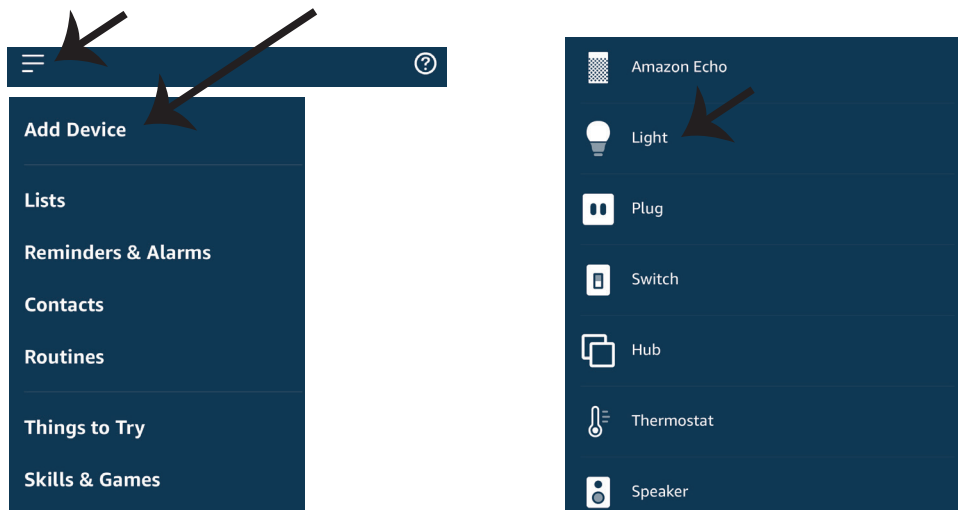 Add Device
Lists
Reminders & Alarms
Contacts
Routines
Things to Try
Skills & Games
Amazon Echo
Light
Plug
Switch
Hub
Thermostat
Speaker